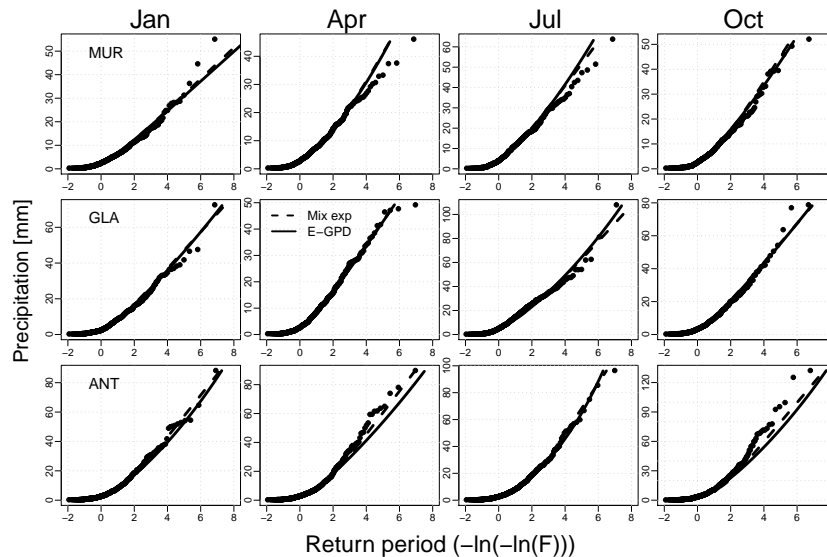 Jan Apr Jul Oct
MUR
0 10 20 30 40 50
−2 0 2 4 6 8
0 10 20 30 40
−2 0 2 4 6 8
0 10 20 30 40 50 60
−2 0 2 4 6 8
0 10 20 30 40 50
−2 0 2 4 6 8
GLA
0 20 40 60
−2 0 2 4 6 8
Mix exp
E−GPD
0 10 20 30 40 50
−2 0 2 4 6 8
0 20 40 60 80 100
−2 0 2 4 6 8
0 20 40 60 80
−2 0 2 4 6 8
ANT
0 20 40 60 80
−2 0 2 4 6 8
0 20 40 60 80
−2 0 2 4 6 8
0 20 40 60 80 100
−2 0 2 4 6 8
0 30 60 90 120
−2 0 2 4 6
Precipitation [mm]
Return period (−ln(−ln(F)))